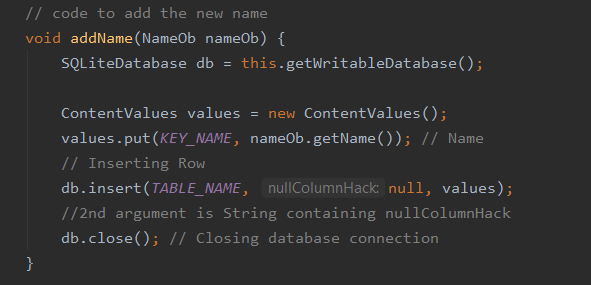 // code to add the new name
void addName(NameOb nameOb) {
SQLiteDatabase db = this.getWritableDatabase();
ContentValues values = new ContentValues();
values.put(KEY_NAME, nameOb.getName()); // Name
// Inserting Row
db.insert(TABLE_NAME, nullColumnHack: null, values);
//2nd argument is String containing nullColumnHack
db.close(); // Closing database connection
}